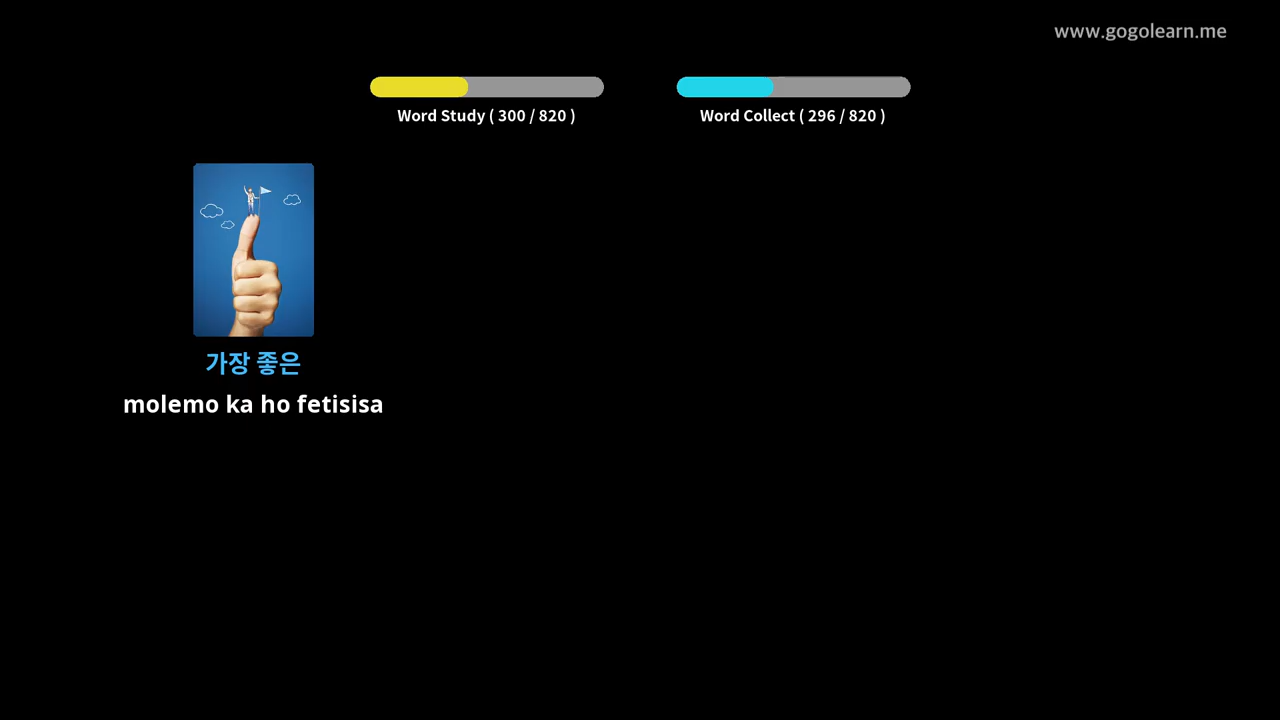 www.gogolearn.me
Word Study ( 300 / 820 )
Word Collect ( 296 / 820 )
가장 좋은
molemo ka ho fetisisa